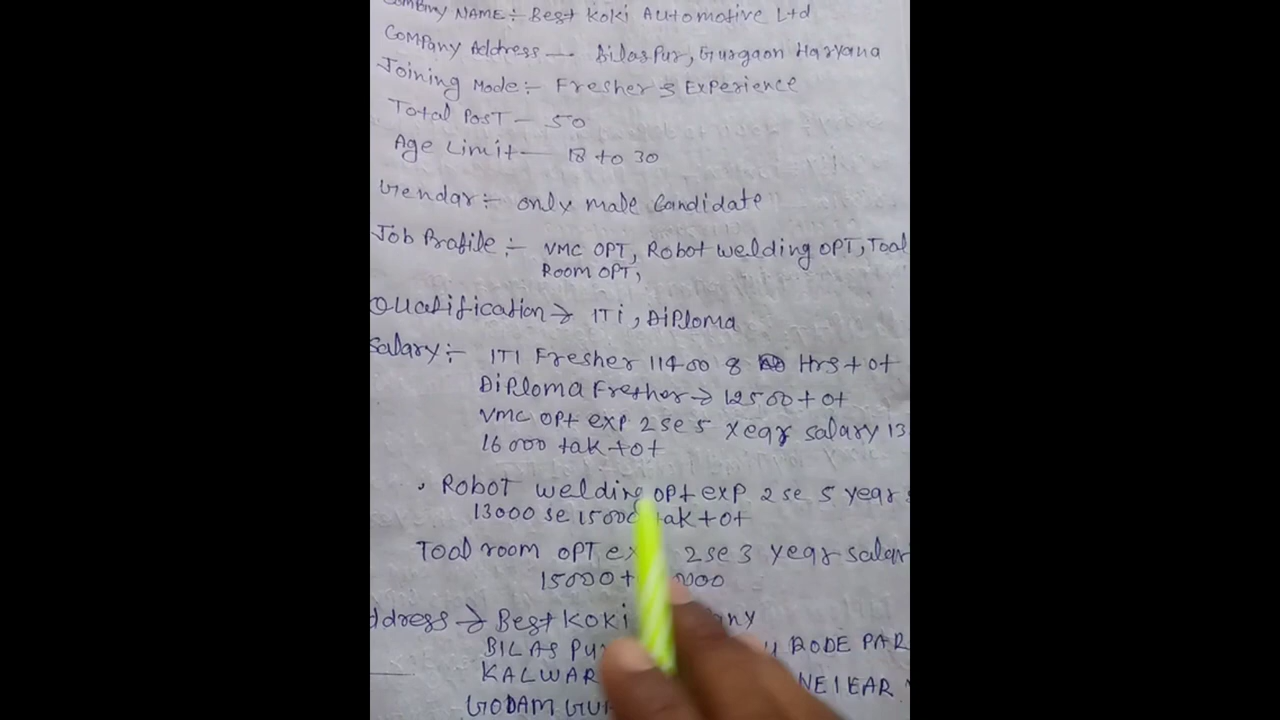 Company NAME:- Best Koki Automotive Ltd
Company Address — Bilaspur, Gurgaon Haryana
Joining Mode:- Fresher & Experience
Total Post - 50
Age Limit — 18 to 30
Gendar:- only male Candidate
Job Profile:- VMC OPT, Robot welding OPT, Tool
Room OPT,
Qualification → ITi, Diploma
Salary:- ITI Fresher 11400 8 Hrs + ot
Diploma Fresher → 12500 + ot
VMC opt exp 2 se 5 year salary 13
16000 tak + ot
. Robot welding opt exp 2 se 5 year
13000 se 15000 tak + ot
Tool room OPT 2 se 3 year salar
15000 +
ddress → Best Koki
BILAS RODE PAR
KALWAR
GODAM